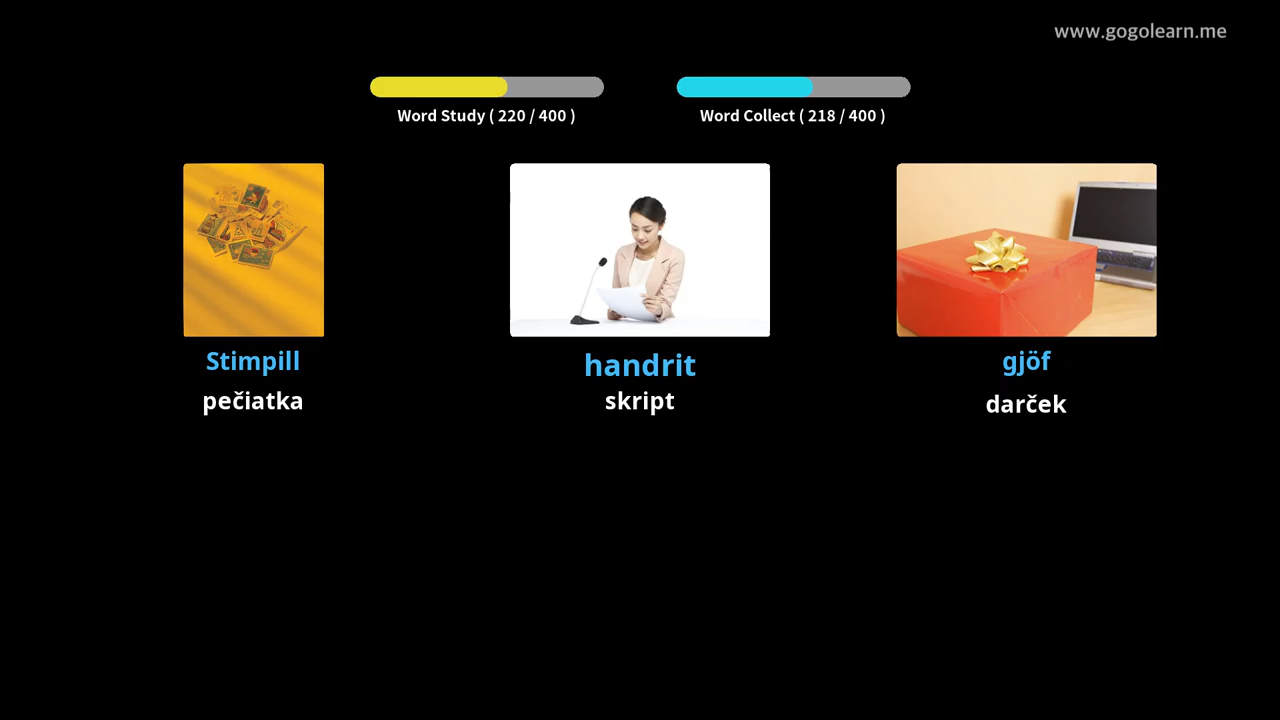 www.gogolearn.me
Word Study ( 220 / 400 )
Word Collect ( 218 / 400 )
Stimpill
handrit
gjöf
pečiatka
skript
darček